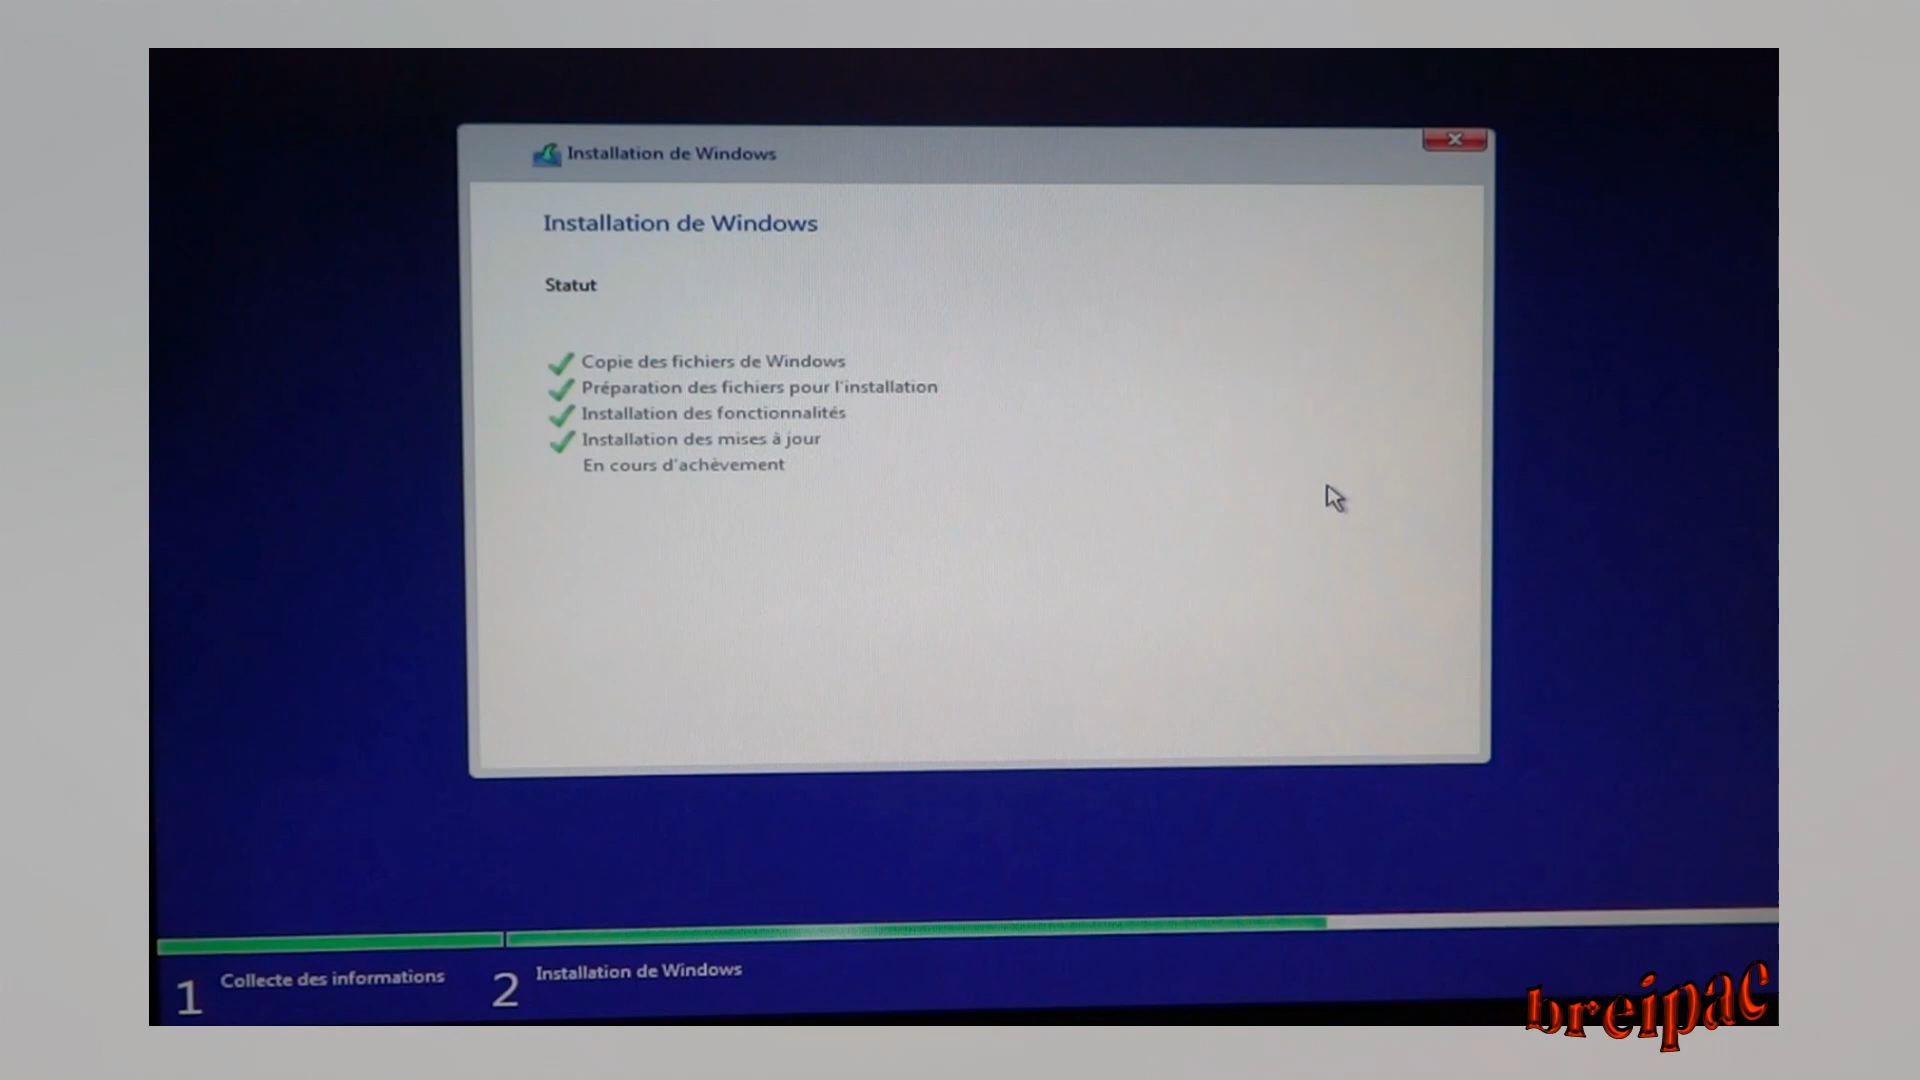 Installation de Windows
Installation de Windows
Statut
Copie des fichiers de Windows
Préparation des fichiers pour l'installation
Installation des fonctionnalités
Installation des mises à jour
En cours d'achèvement
1 Collecte des informations
2 Installation de Windows
breipac